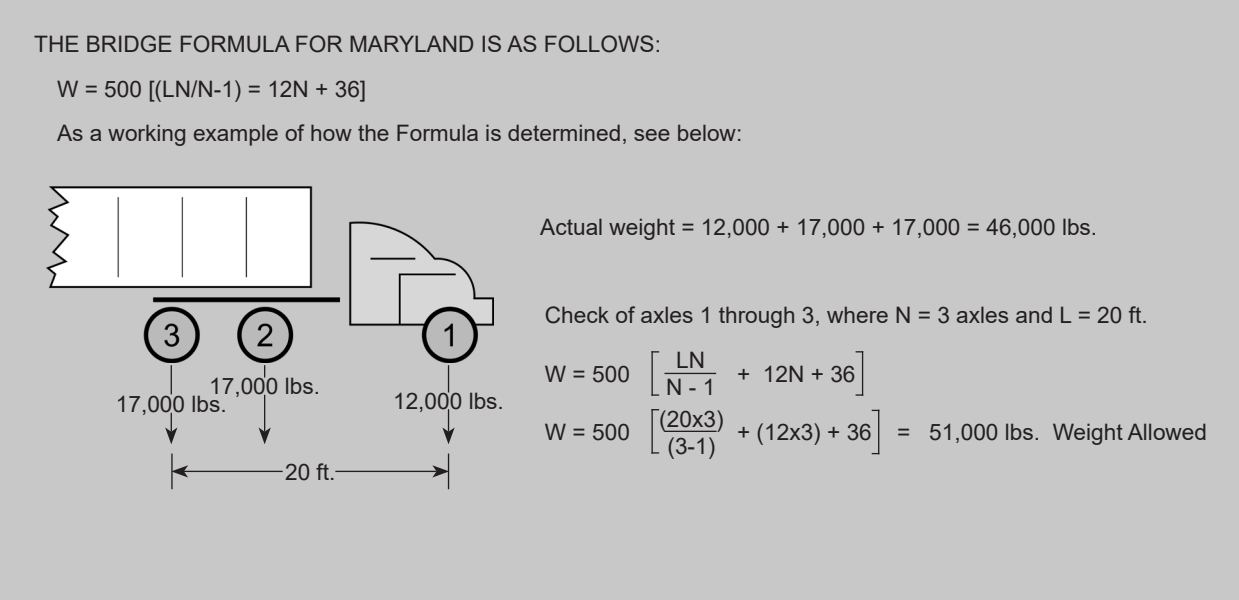 THE BRIDGE FORMULA FOR MARYLAND IS AS FOLLOWS:
W = 500 [(LN/N-1) = 12N + 36]
As a working example of how the Formula is determined, see below:
3
2
1
17,000 lbs.
17,000 lbs.
12,000 lbs.
20 ft.
Actual weight = 12,000 + 17,000 + 17,000 = 46,000 lbs.
Check of axles 1 through 3, where N = 3 axles and L = 20 ft.
W = 500 [LN / N - 1 + 12N + 36]
W = 500 [(20x3) / (3-1) + (12x3) + 36] = 51,000 lbs. Weight Allowed